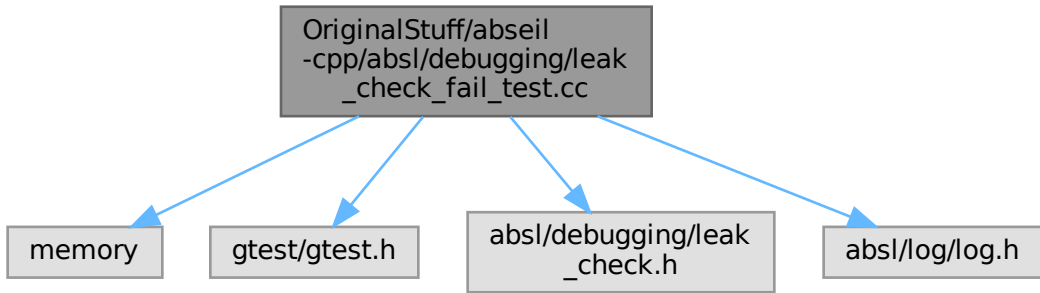 OriginalStuff/abseil
-cpp/absl/debugging/leak
_check_fail_test.cc
memory
gtest/gtest.h
absl/debugging/leak
_check.h
absl/log/log.h